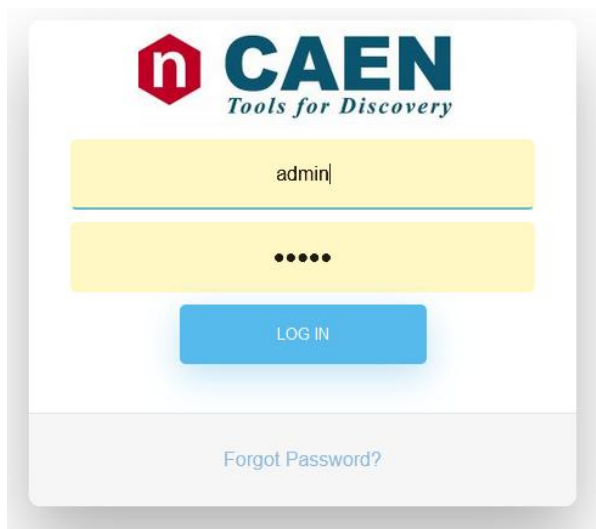 n CAEN
Tools for Discovery
admin
•••••
LOG IN
Forgot Password?